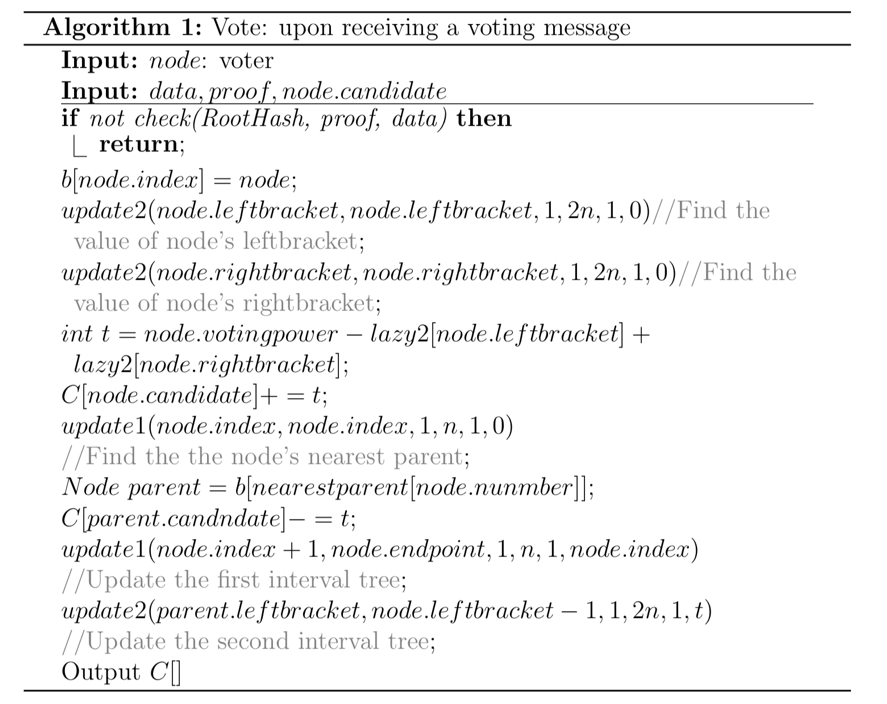 Algorithm 1: Vote: upon receiving a voting message
Input: node: voter
Input: data, proof, node.candidate
if not check(RootHash, proof, data) then
return;
b[node.index] = node;
update2(node.leftbracket, node.leftbracket, 1, 2n, 1, 0)//Find the
value of node's leftbracket;
update2(node.rightbracket, node.rightbracket, 1, 2n, 1, 0)//Find the
value of node's rightbracket;
int t = node.votingpower − lazy2[node.leftbracket] +
lazy2[node.rightbracket];
C[node.candidate]+ = t;
update1(node.index, node.index, 1, n, 1, 0)
//Find the the node's nearest parent;
Node parent = b[nearestparent[node.nunmber]];
C[parent.candndate]− = t;
update1(node.index + 1, node.endpoint, 1, n, 1, node.index)
//Update the first interval tree;
update2(parent.leftbracket, node.leftbracket − 1, 1, 2n, 1, t)
//Update the second interval tree;
Output C[]